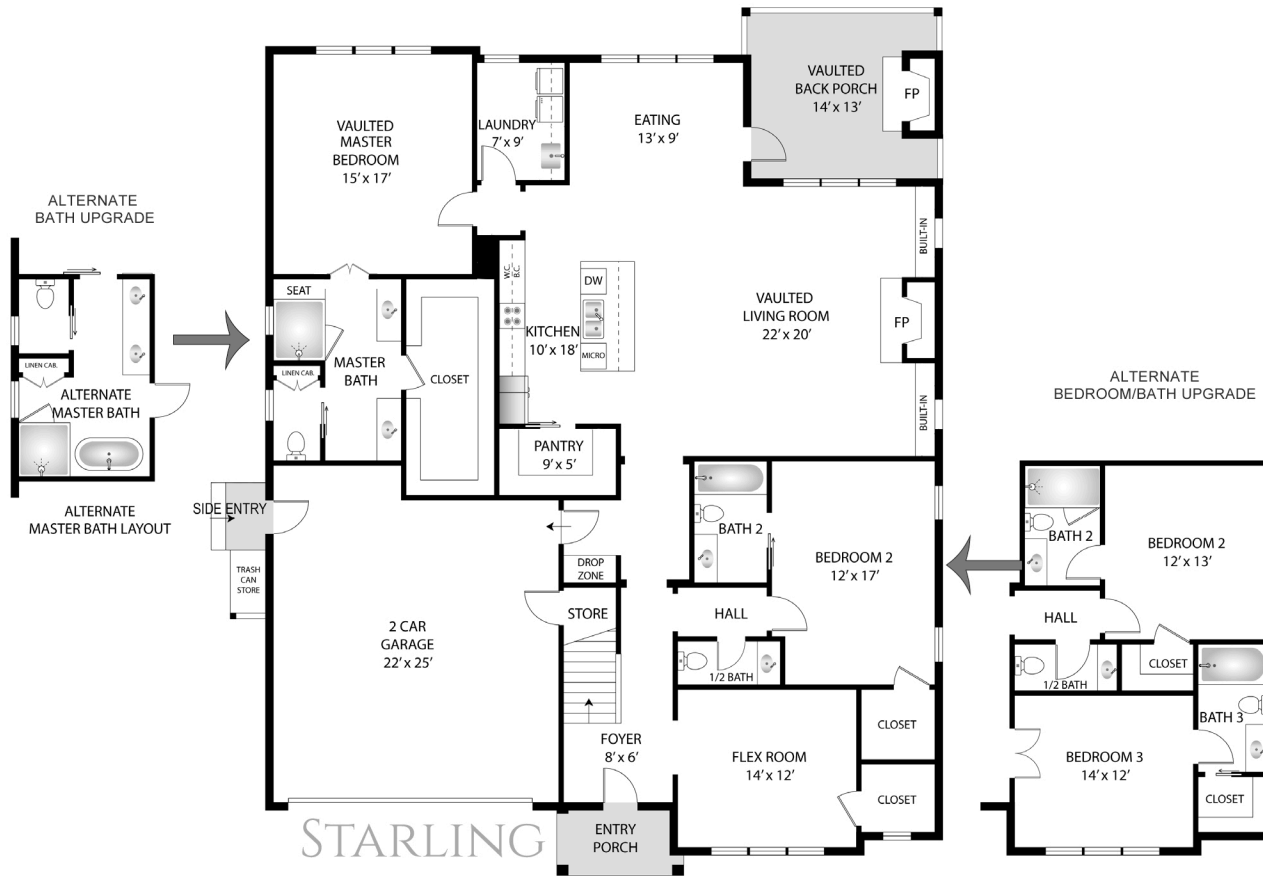 VAULTED
BACK PORCH
14' x 13'
FP
VAULTED
MASTER
BEDROOM
15' x 17'
LAUNDRY
7' x 9'
EATING
13' x 9'
ALTERNATE
BATH UPGRADE
LINEN CAB.
ALTERNATE
MASTER BATH
ALTERNATE
MASTER BATH LAYOUT
SEAT
LINEN CAB.
MASTER
BATH
CLOSET
W.C.
B.C.
DW
KITCHEN
10' x 18'
MICRO
PANTRY
9' x 5'
VAULTED
LIVING ROOM
22' x 20'
BUILT-IN
FP
BUILT-IN
SIDE ENTRY
TRASH
CAN
STORE
2 CAR
GARAGE
22' x 25'
DROP
ZONE
STORE
BATH 2
BEDROOM 2
12' x 17'
HALL
1/2 BATH
CLOSET
FOYER
8' x 6'
FLEX ROOM
14' x 12'
CLOSET
ENTRY
PORCH
STARLING
ALTERNATE
BEDROOM/BATH UPGRADE
BATH 2
BEDROOM 2
12' x 13'
HALL
CLOSET
1/2 BATH
BATH 3
BEDROOM 3
14' x 12'
CLOSET